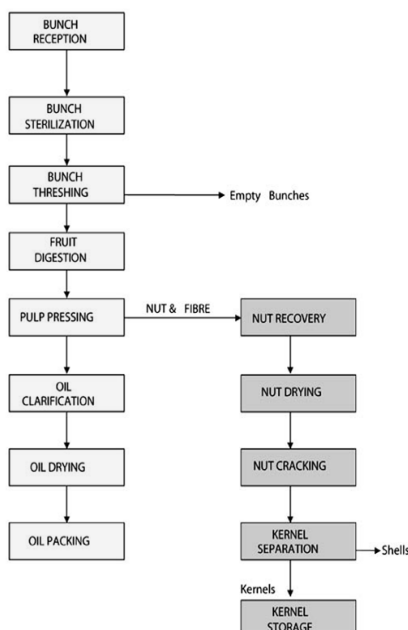 BUNCH
RECEPTION
BUNCH
STERILIZATION
BUNCH
THRESHING
Empty Bunches
FRUIT
DIGESTION
PULP PRESSING
NUT & FIBRE
NUT RECOVERY
OIL
CLARIFICATION
NUT DRYING
OIL DRYING
NUT CRACKING
OIL PACKING
KERNEL
SEPARATION
Shells
Kernels
KERNEL
STORAGE